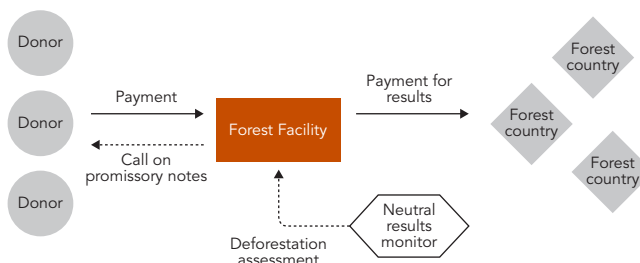 Donor
Donor
Donor
Payment
Call on
promissory notes
Forest Facility
Payment for
results
Forest
country
Forest
country
Forest
country
Neutral
results
monitor
Deforestation
assessment